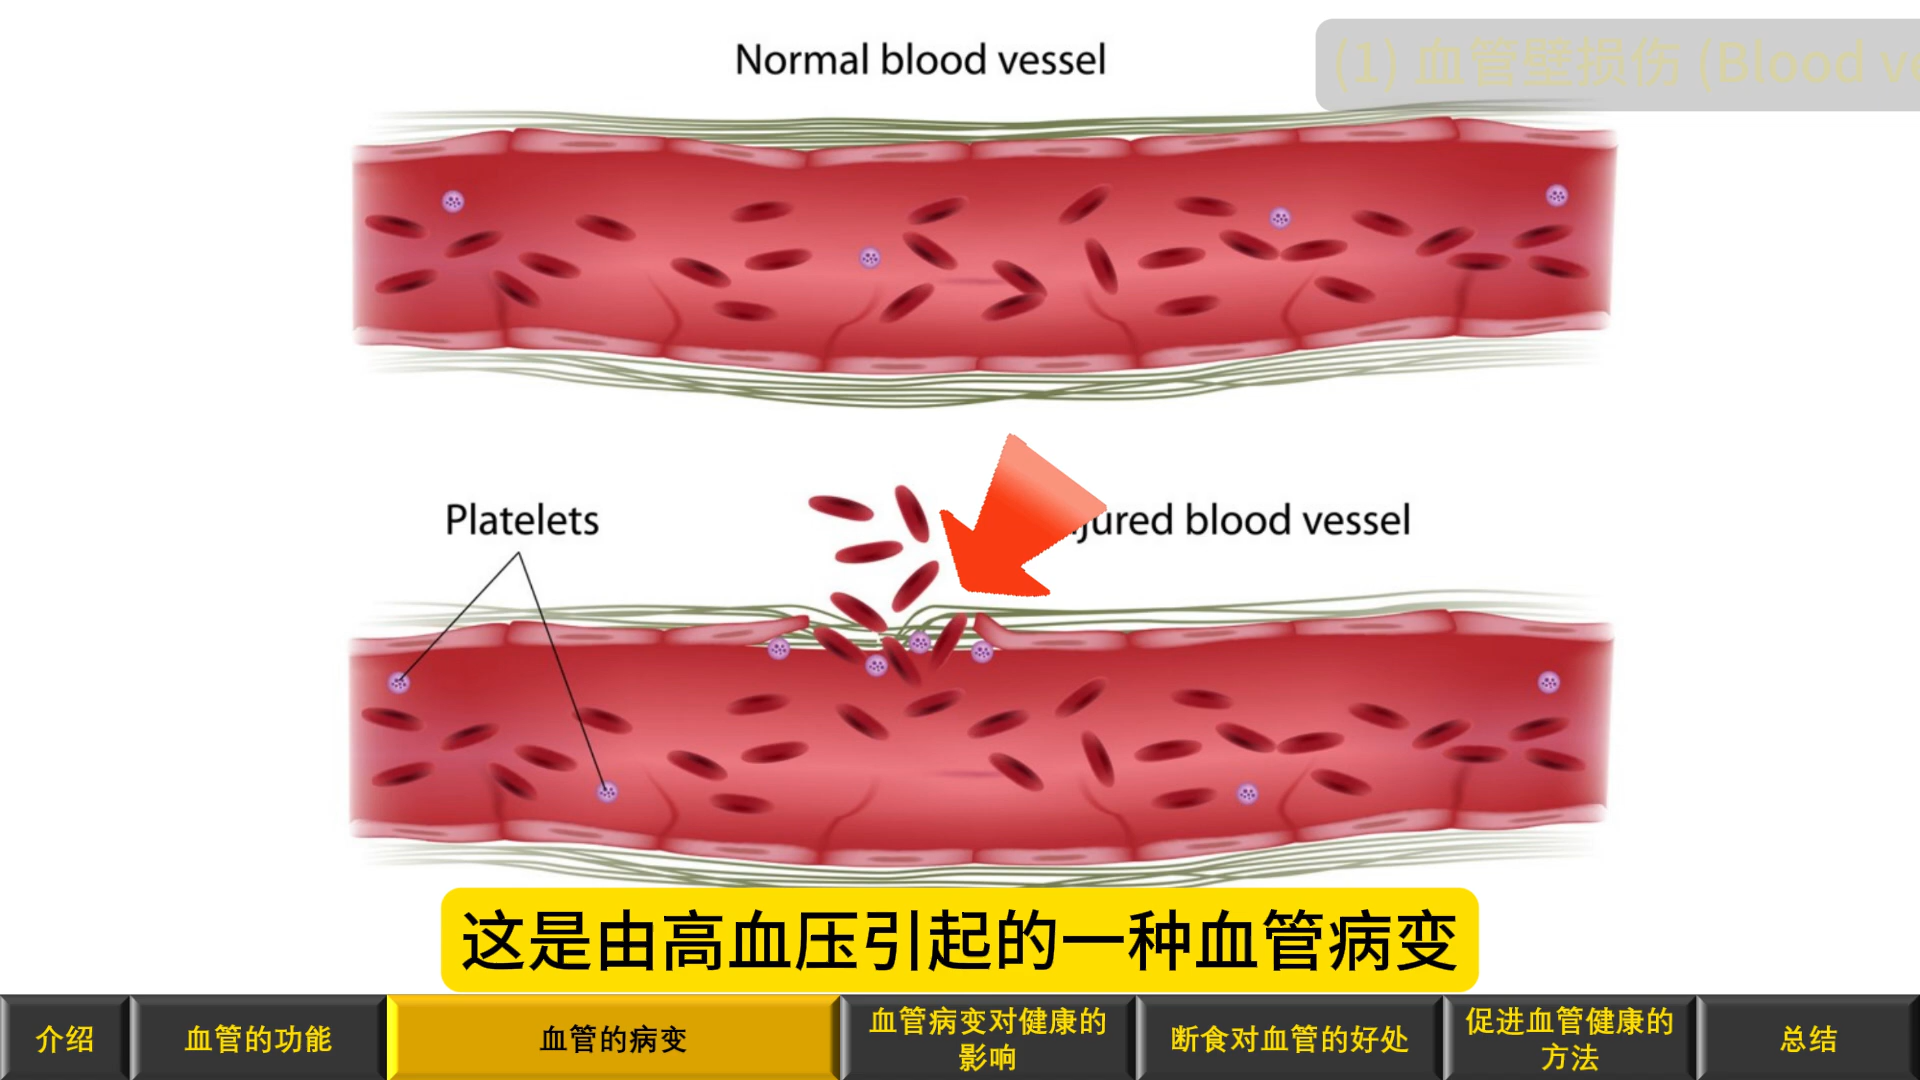 Normal blood vessel
(1) 血管壁损伤 (Blood
Platelets
jured blood vessel
这是由高血压引起的一种血管病变
介绍
血管的功能
血管的病变
血管病变对健康的
影响
断食对血管的好处
促进血管健康的
方法
总结